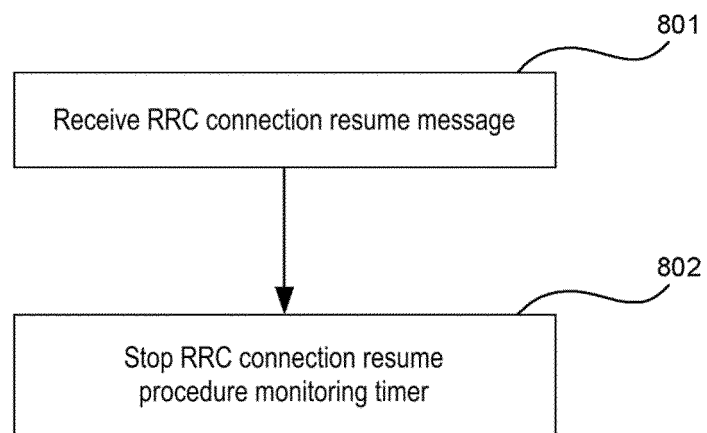 801
Receive RRC connection resume message
802
Stop RRC connection resume
procedure monitoring timer